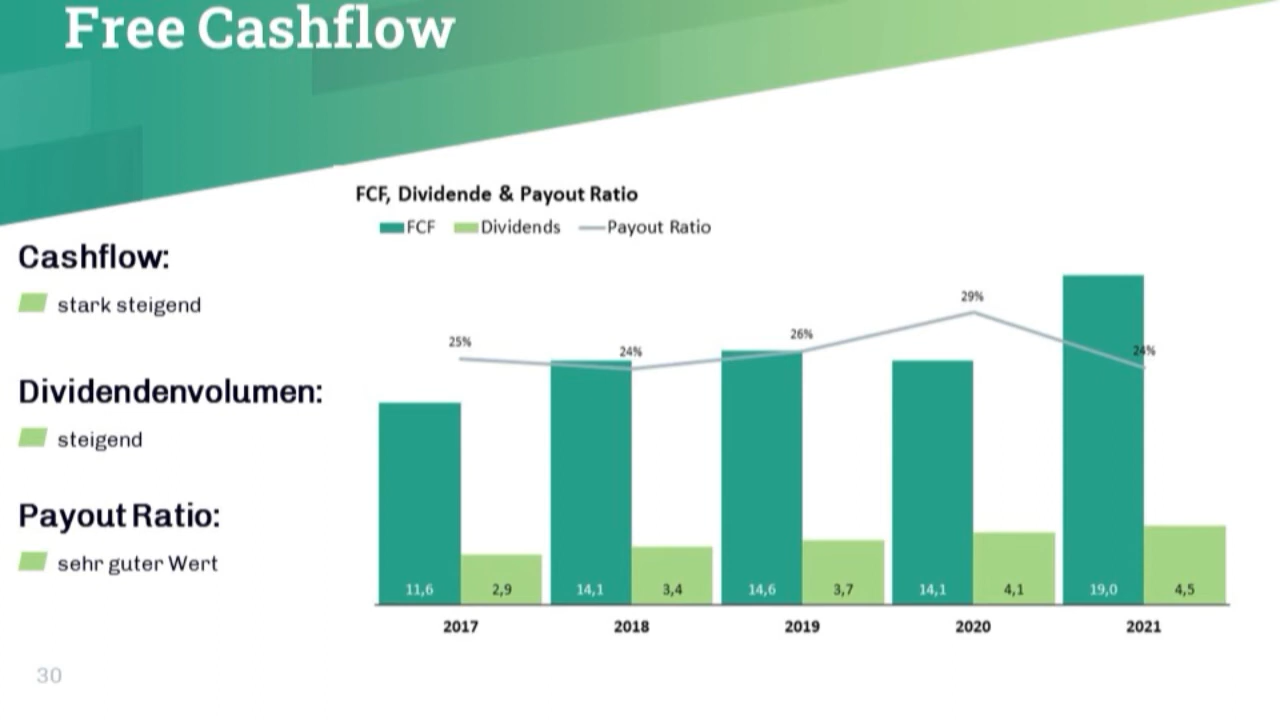 Free Cashflow
FCF, Dividende & Payout Ratio
FCF Dividends Payout Ratio
Cashflow:
stark steigend
Dividendenvolumen:
steigend
Payout Ratio:
sehr guter Wert
25% 24% 26% 29% 24%
11,6 2,9 14,1 3,4 14,6 3,7 14,1 4,1 19,0 4,5
2017 2018 2019 2020 2021
30